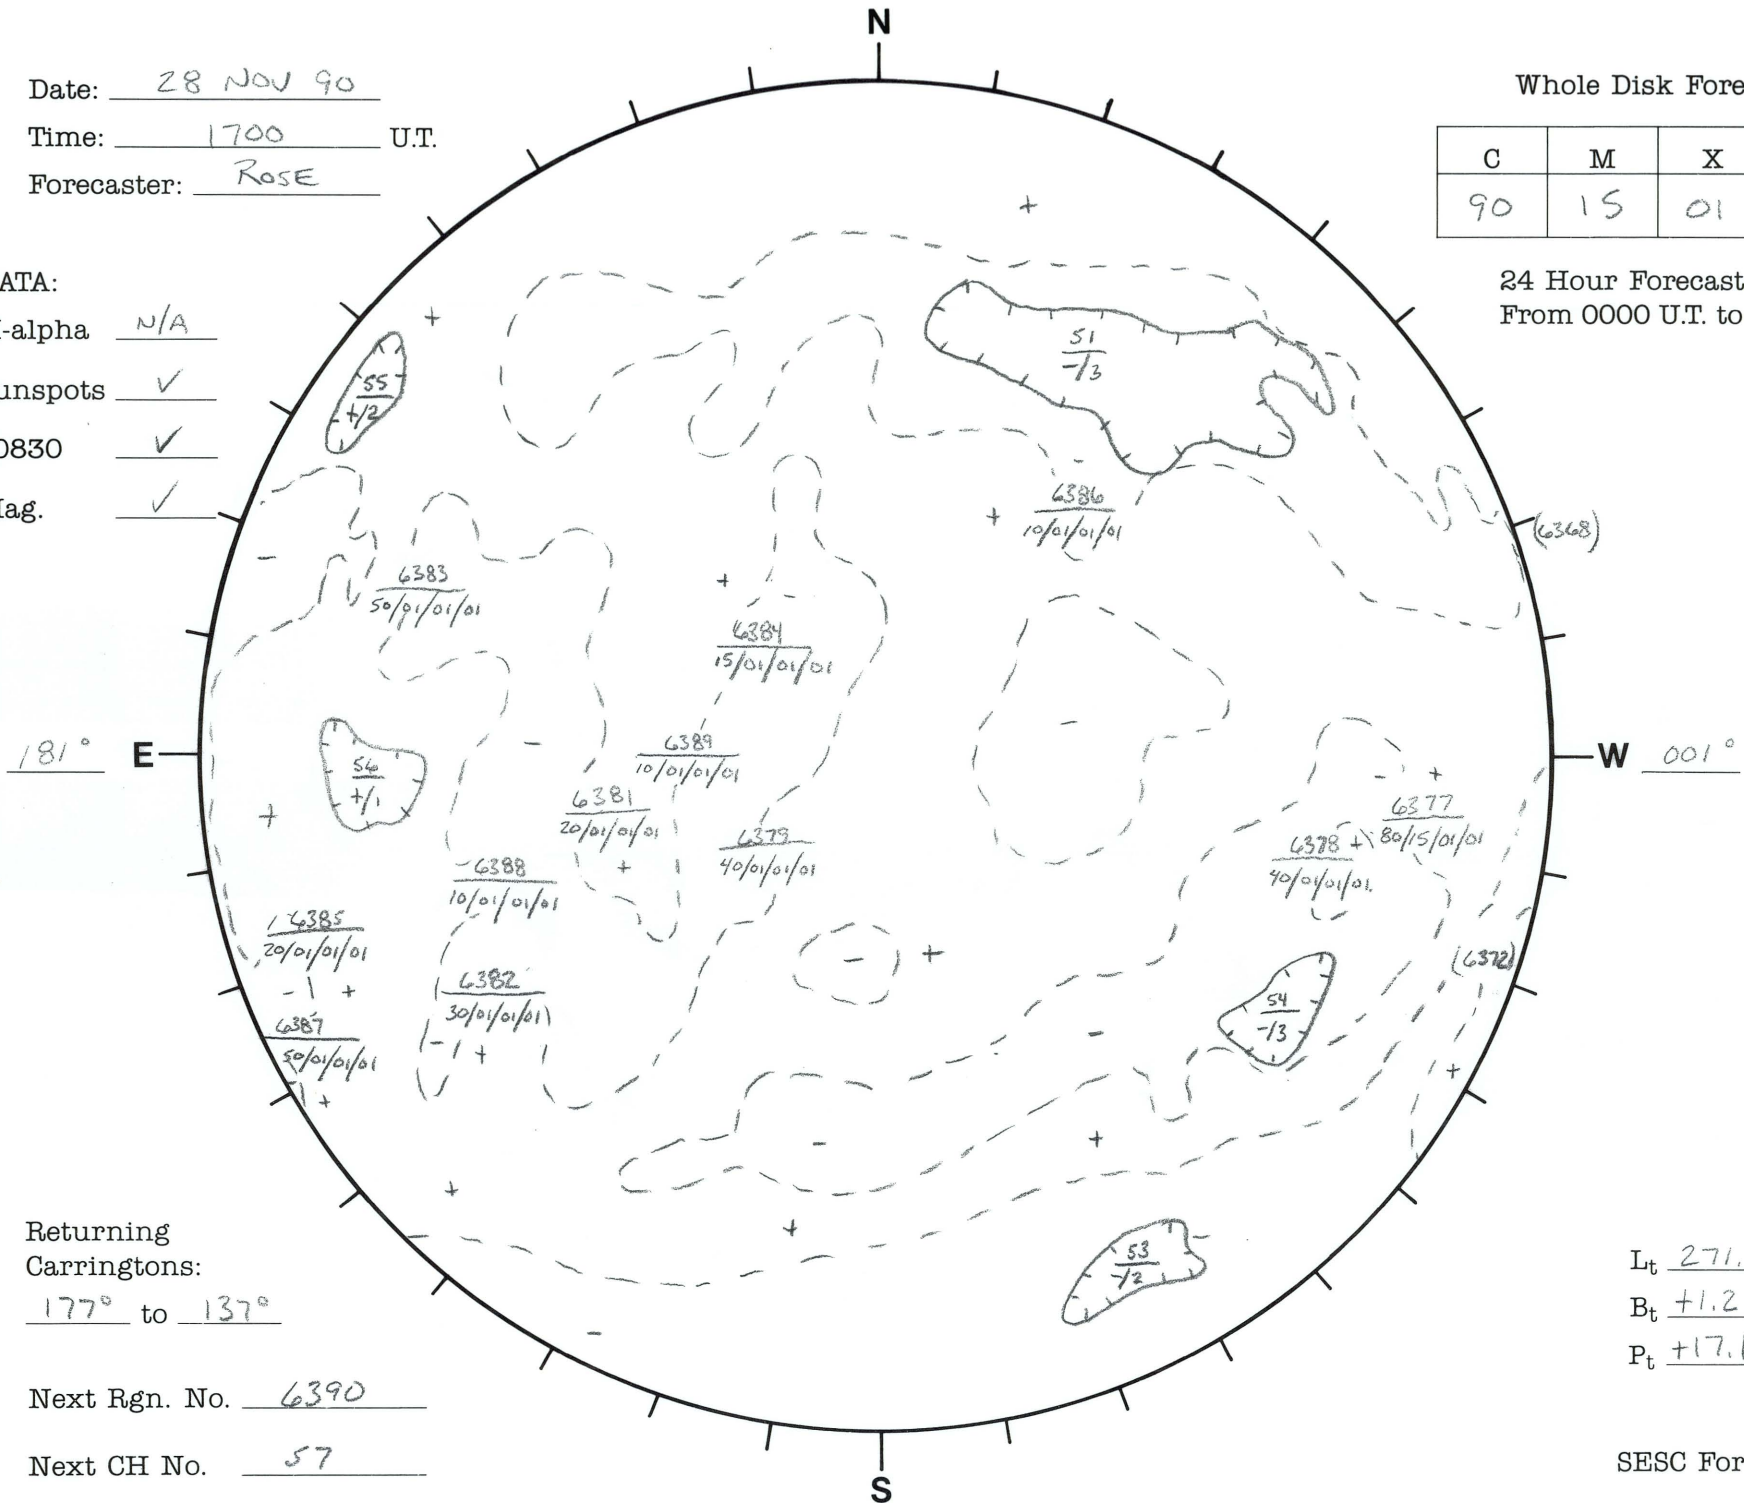 N
Date: 28 NOV 90
Time: 1700 U.T.
Forecaster: ROSE
Whole Disk Fore
C M X
90 15 01
24 Hour Forecast
From 0000 U.T. to
ATA:
-alpha N/A
unspots ✓
0830 ✓
ag. ✓
+
+
51
-/3
55
+/2
-
6386
10/01/01/01
+
(6368)
-
6383
50/01/01/01
+
6384
15/01/01/01
-
-
6389
10/01/01/01
181° E
W 001°
56
+/1
- +
6377
80/15/01/01
6381
20/01/01/01
+
6379
40/01/01/01
6378 +
40/01/01/01
+
6388
10/01/01/01
6385
20/01/01/01
- +
- +
(6372)
6382
30/01/01/01
- +
54
-/3
6387
50/01/01/01
+
-
+
-
+
+
+
53
-/2
-
Returning
Carringtons:
177° to 137°
Lt 271.
Bt +1.2
Pt +17.1
Next Rgn. No. 6390
Next CH No. 57
SESC For
S